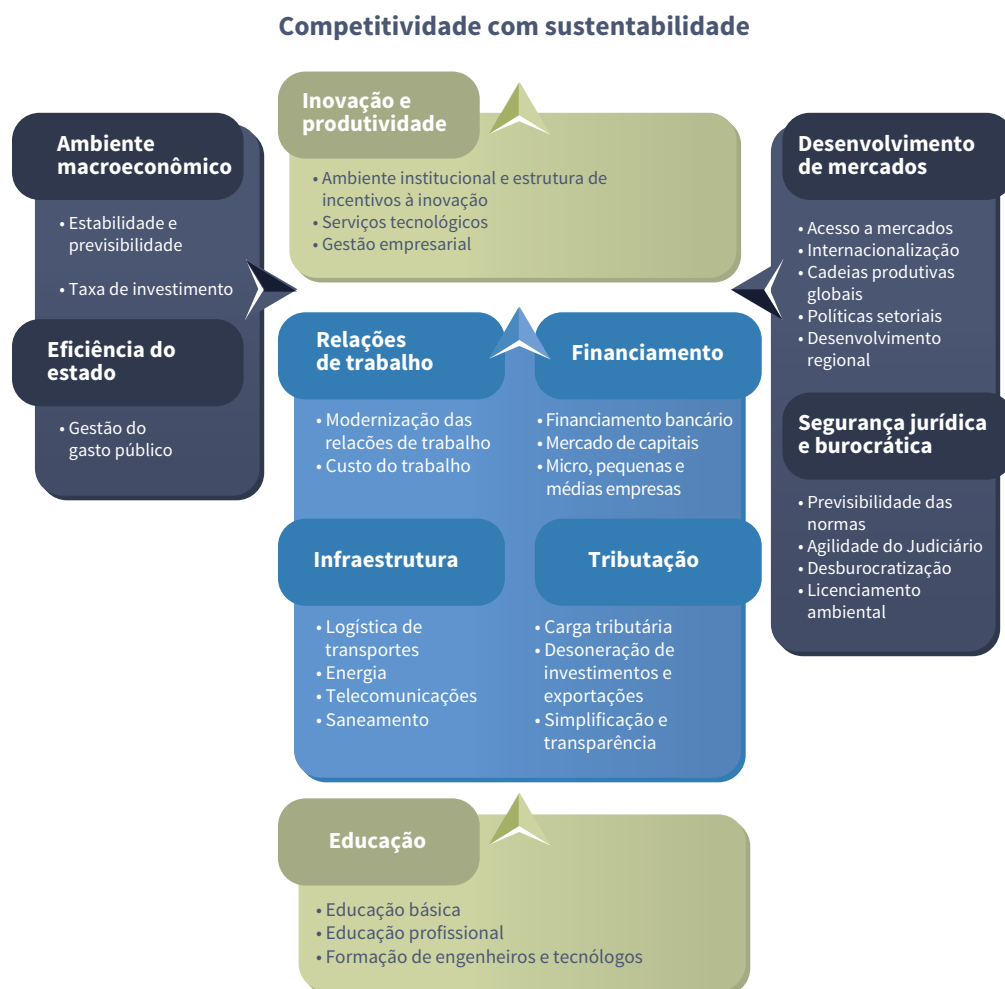 Competitividade com sustentabilidade
Inovação e
produtividade
• Ambiente institucional e estrutura de
incentivos à inovação
• Serviços tecnológicos
• Gestão empresarial
Ambiente
macroeconômico
• Estabilidade e
previsibilidade
• Taxa de investimento
Eficiência do
estado
• Gestão do
gasto público
Relações
de trabalho
• Modernização das
relacões de trabalho
• Custo do trabalho
Financiamento
• Financiamento bancário
• Mercado de capitais
• Micro, pequenas e
médias empresas
Infraestrutura
• Logística de
transportes
• Energia
• Telecomunicações
• Saneamento
Tributação
• Carga tributária
• Desoneração de
investimentos e
exportações
• Simplificação e
transparência
Desenvolvimento
de mercados
• Acesso a mercados
• Internacionalização
• Cadeias produtivas
globais
• Políticas setoriais
• Desenvolvimento
regional
Segurança jurídica
e burocrática
• Previsibilidade das
normas
• Agilidade do Judiciário
• Desburocratização
• Licenciamento
ambiental
Educação
• Educação básica
• Educação profissional
• Formação de engenheiros e tecnólogos